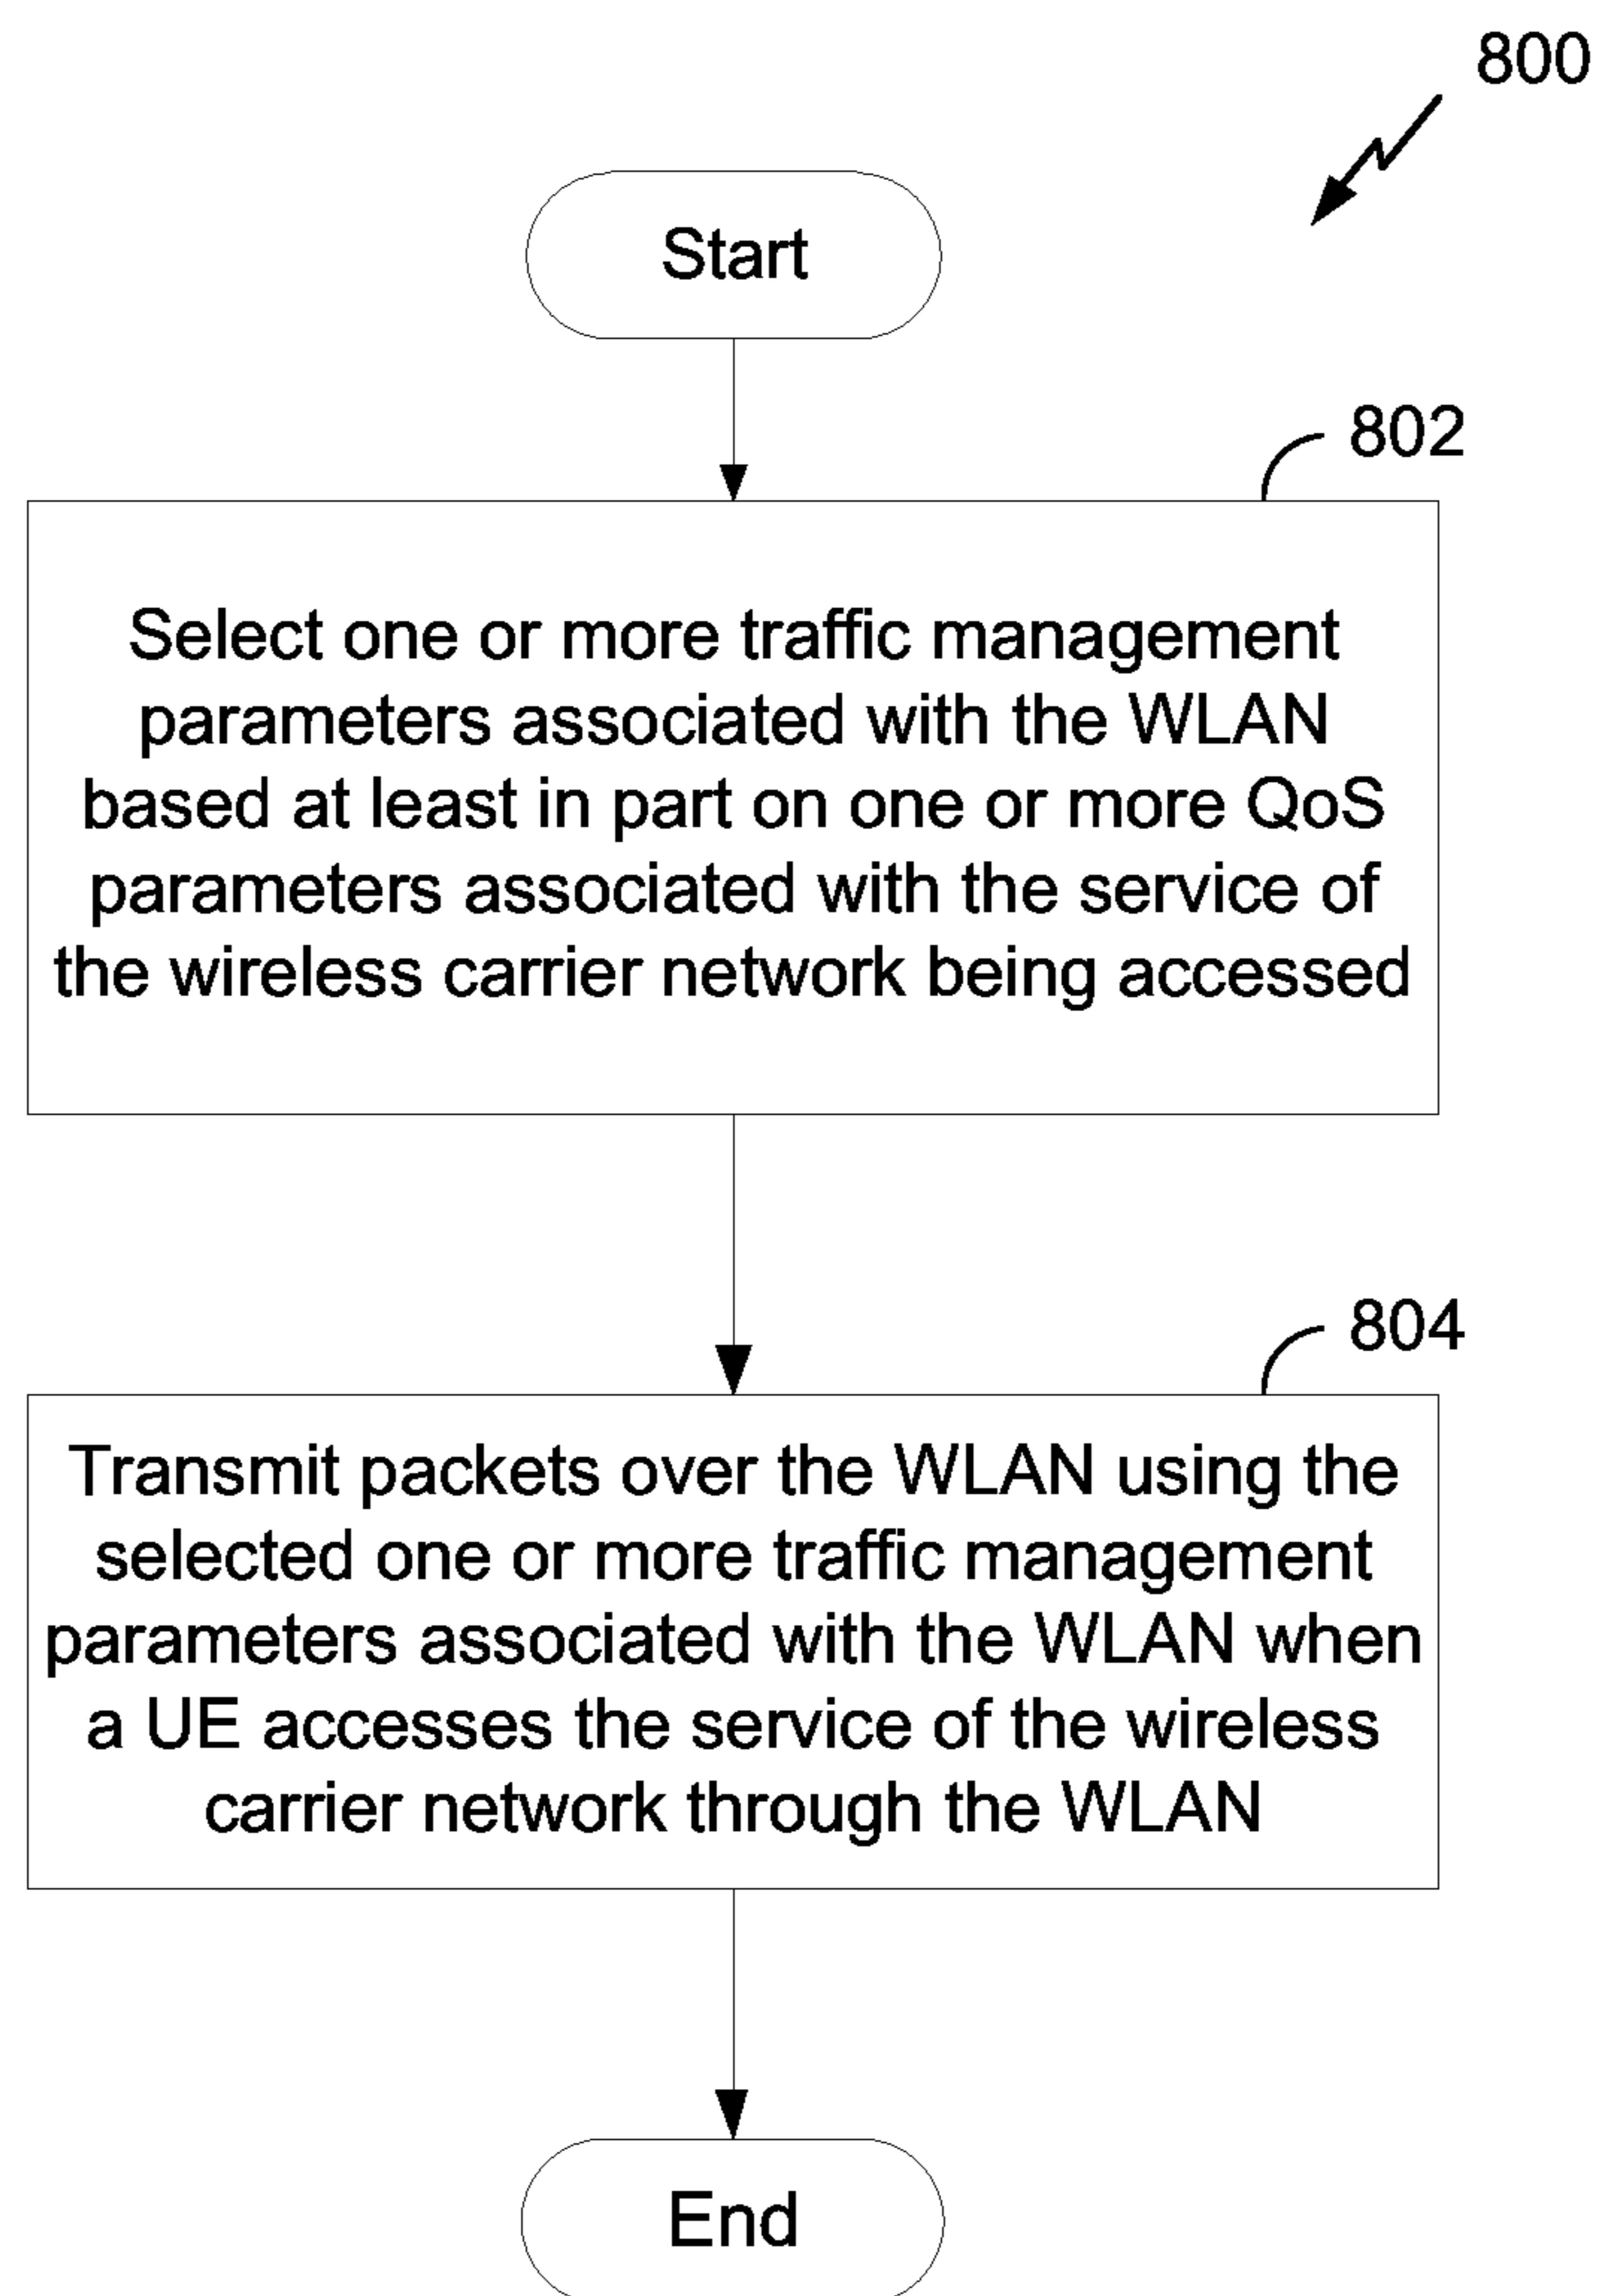 800
Start
802
Select one or more traffic management
parameters associated with the WLAN
based at least in part on one or more QoS
parameters associated with the service of
the wireless carrier network being accessed
804
Transmit packets over the WLAN using the
selected one or more traffic management
parameters associated with the WLAN when
a UE accesses the service of the wireless
carrier network through the WLAN
End